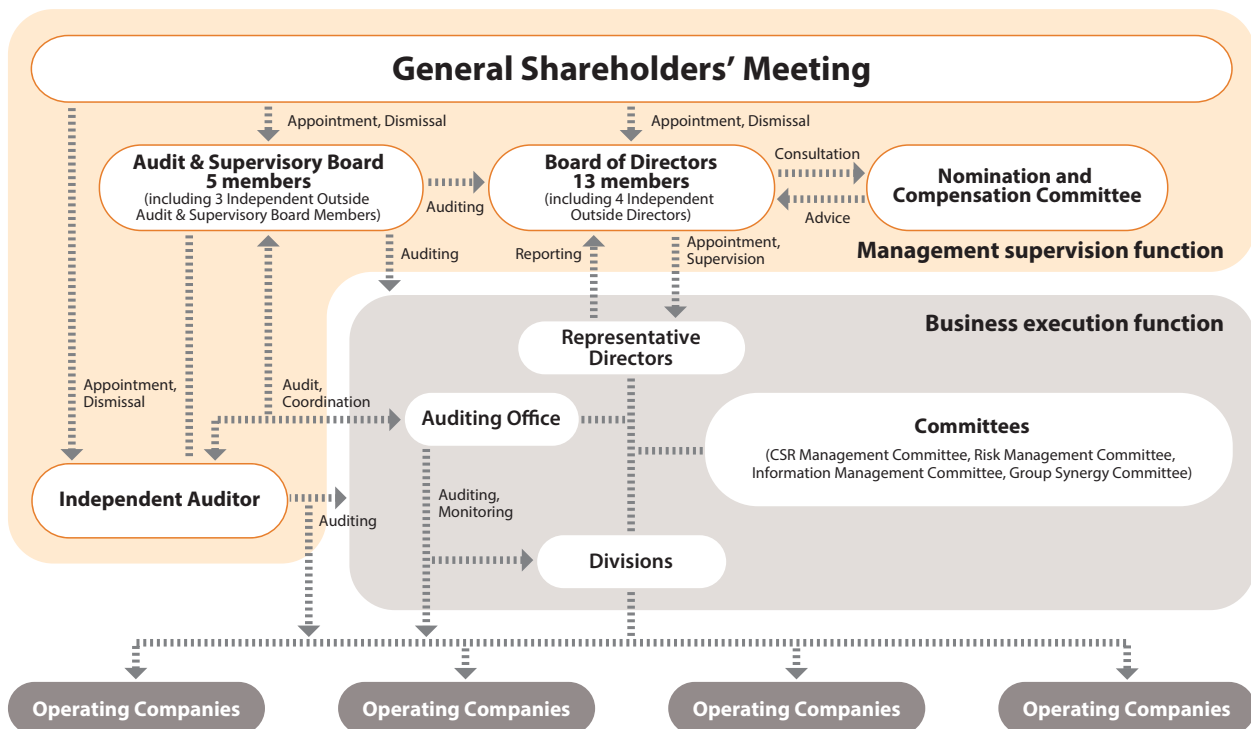 General Shareholders’ Meeting
Appointment, Dismissal
Appointment, Dismissal
Audit & Supervisory Board
5 members
(including 3 Independent Outside
Audit & Supervisory Board Members)
Auditing
Board of Directors
13 members
(including 4 Independent
Outside Directors)
Consultation
Advice
Nomination and
Compensation Committee
Auditing
Reporting
Appointment,
Supervision
Management supervision function
Business execution function
Representative
Directors
Appointment,
Dismissal
Audit,
Coordination
Auditing Office
Committees
(CSR Management Committee, Risk Management Committee,
Information Management Committee, Group Synergy Committee)
Independent Auditor
Auditing
Auditing,
Monitoring
Divisions
Operating Companies
Operating Companies
Operating Companies
Operating Companies